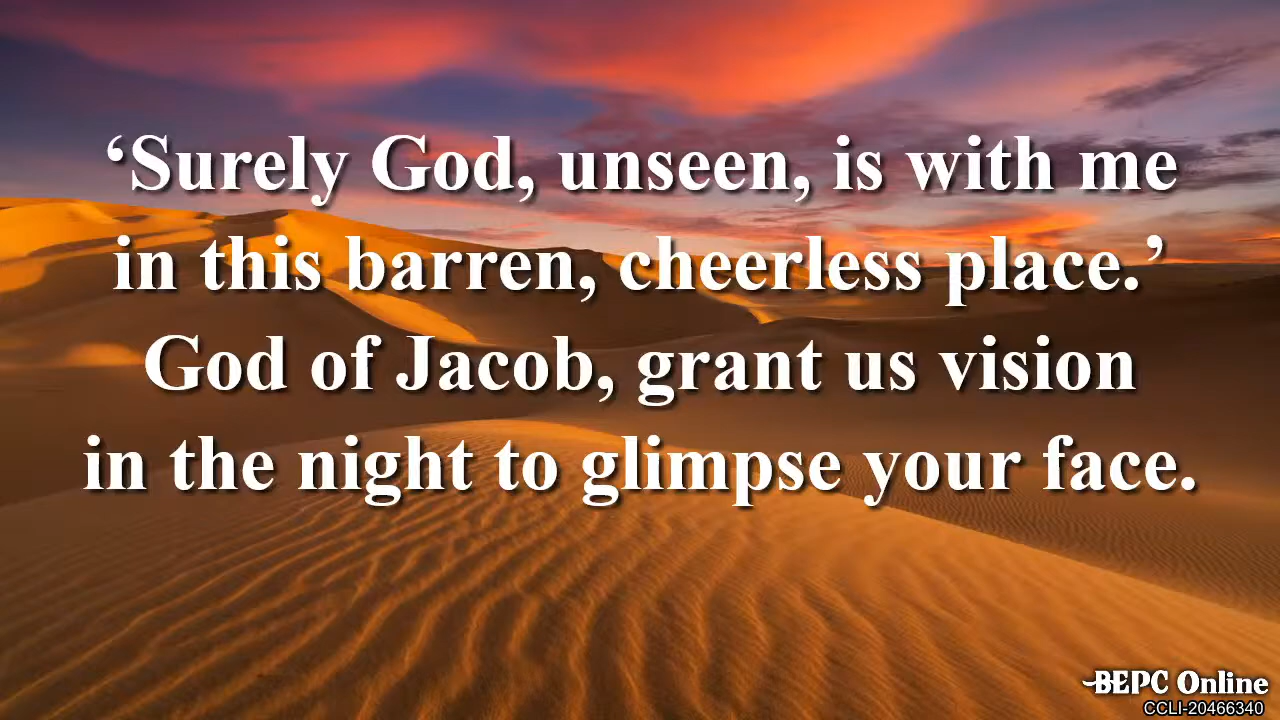 ‘Surely God, unseen, is with me
in this barren, cheerless place.’
God of Jacob, grant us vision
in the night to glimpse your face.
BEPC Online
CCLI-20466340